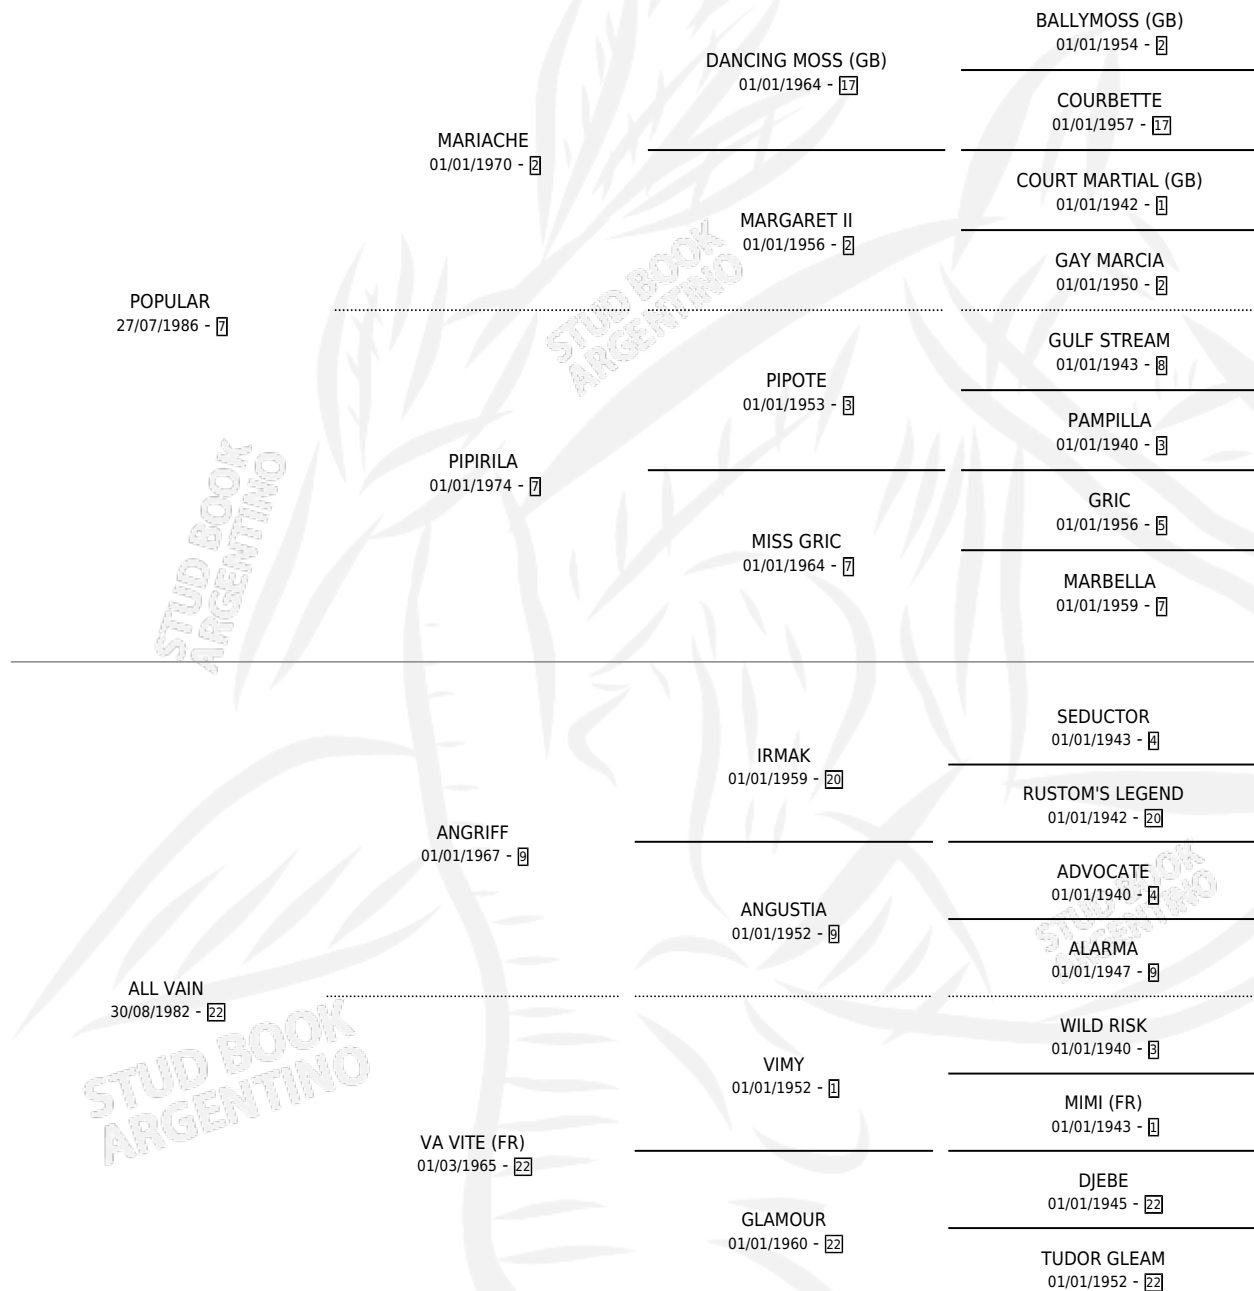 BALLYMOSS (GB)
01/01/1954 - 2
DANCING MOSS (GB)
01/01/1964 - 17
COURBETTE
01/01/1957 - 17
MARIACHE
01/01/1970 - 2
COURT MARTIAL (GB)
01/01/1942 - 1
MARGARET II
01/01/1956 - 2
GAY MARCIA
01/01/1950 - 2
POPULAR
27/07/1986 - 7
GULF STREAM
01/01/1943 - 8
PIPOTE
01/01/1953 - 3
PAMPILLA
01/01/1940 - 3
PIPIRILA
01/01/1974 - 7
GRIC
01/01/1956 - 5
MISS GRIC
01/01/1964 - 7
MARBELLA
01/01/1959 - 7
SEDUCTOR
01/01/1943 - 4
IRMAK
01/01/1959 - 20
RUSTOM'S LEGEND
01/01/1942 - 20
ANGRIFF
01/01/1967 - 9
ADVOCATE
01/01/1940 - 4
ANGUSTIA
01/01/1952 - 9
ALARMA
01/01/1947 - 9
ALL VAIN
30/08/1982 - 22
WILD RISK
01/01/1940 - 3
VIMY
01/01/1952 - 1
MIMI (FR)
01/01/1943 - 1
VA VITE (FR)
01/03/1965 - 22
DJEBE
01/01/1945 - 22
GLAMOUR
01/01/1960 - 22
TUDOR GLEAM
01/01/1952 - 22
STUD BOOK
ARGENTINO
STUD BOOK
ARGENTINO
STUD BOOK
ARGENTINO
STUD BOOK
ARGENTINO